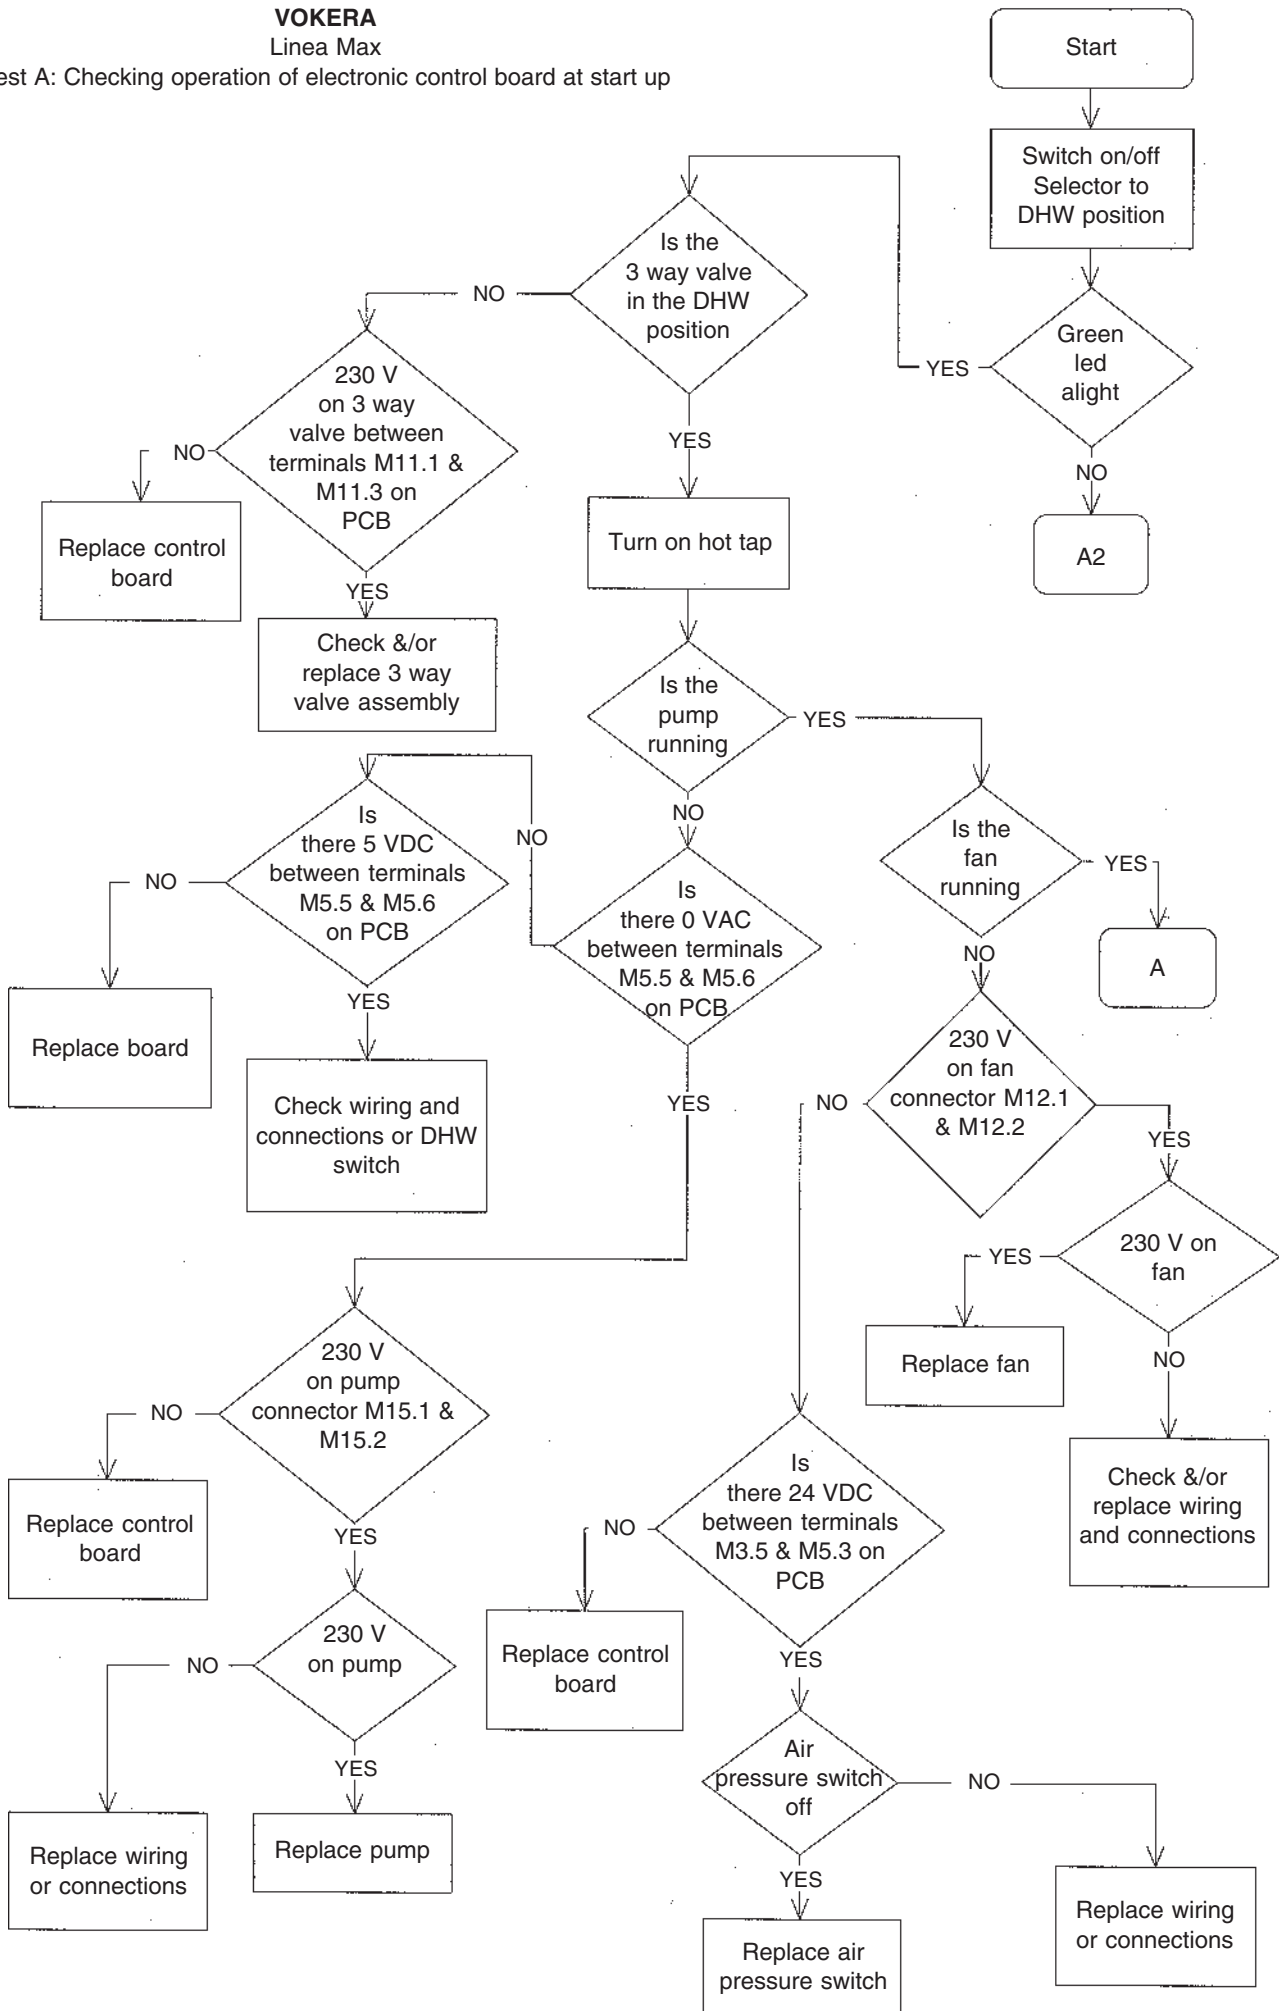 VOKERA
Linea Max
est A: Checking operation of electronic control board at start up
Start
Switch on/off
Selector to
DHW position
Green
led
alight
YES
NO
A2
Is the
3 way valve
in the DHW
position
NO
YES
230 V
on 3 way
valve between
terminals M11.1 &
M11.3 on
PCB
NO
Replace control
board
YES
Check &/or
replace 3 way
valve assembly
Turn on hot tap
Is the
pump
running
YES
NO
Is the
fan
running
YES
A
NO
Is
there 0 VAC
between terminals
M5.5 & M5.6
on PCB
NO
YES
Is
there 5 VDC
between terminals
M5.5 & M5.6
on PCB
NO
Replace board
YES
Check wiring and
connections or DHW
switch
230 V
on fan
connector M12.1
& M12.2
NO
YES
230 V on
fan
YES
Replace fan
NO
Check &/or
replace wiring
and connections
230 V
on pump
connector M15.1 &
M15.2
NO
Replace control
board
YES
230 V
on pump
NO
Replace wiring
or connections
YES
Replace pump
Is
there 24 VDC
between terminals
M3.5 & M5.3 on
PCB
NO
Replace control
board
YES
Air
pressure switch
off
NO
Replace wiring
or connections
YES
Replace air
pressure switch